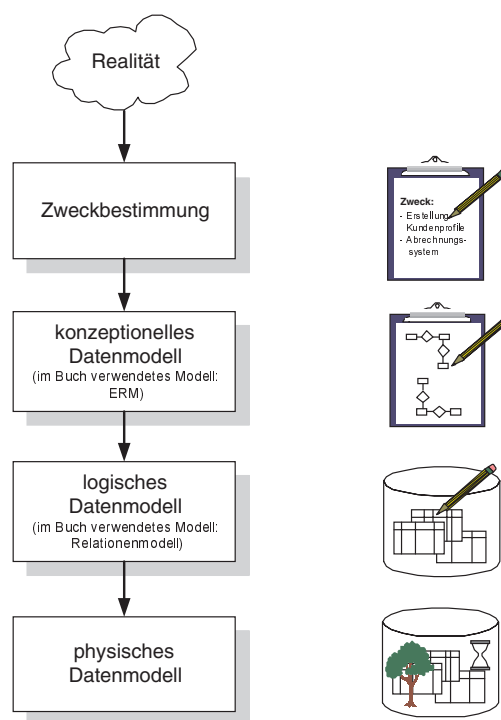 Realität
Zweckbestimmung
Zweck:
- Erstellung
Kundenprofile
- Abrechnungs-
system
konzeptionelles
Datenmodell
(im Buch verwendetes Modell:
ERM)
logisches
Datenmodell
(im Buch verwendetes Modell:
Relationenmodell)
physisches
Datenmodell